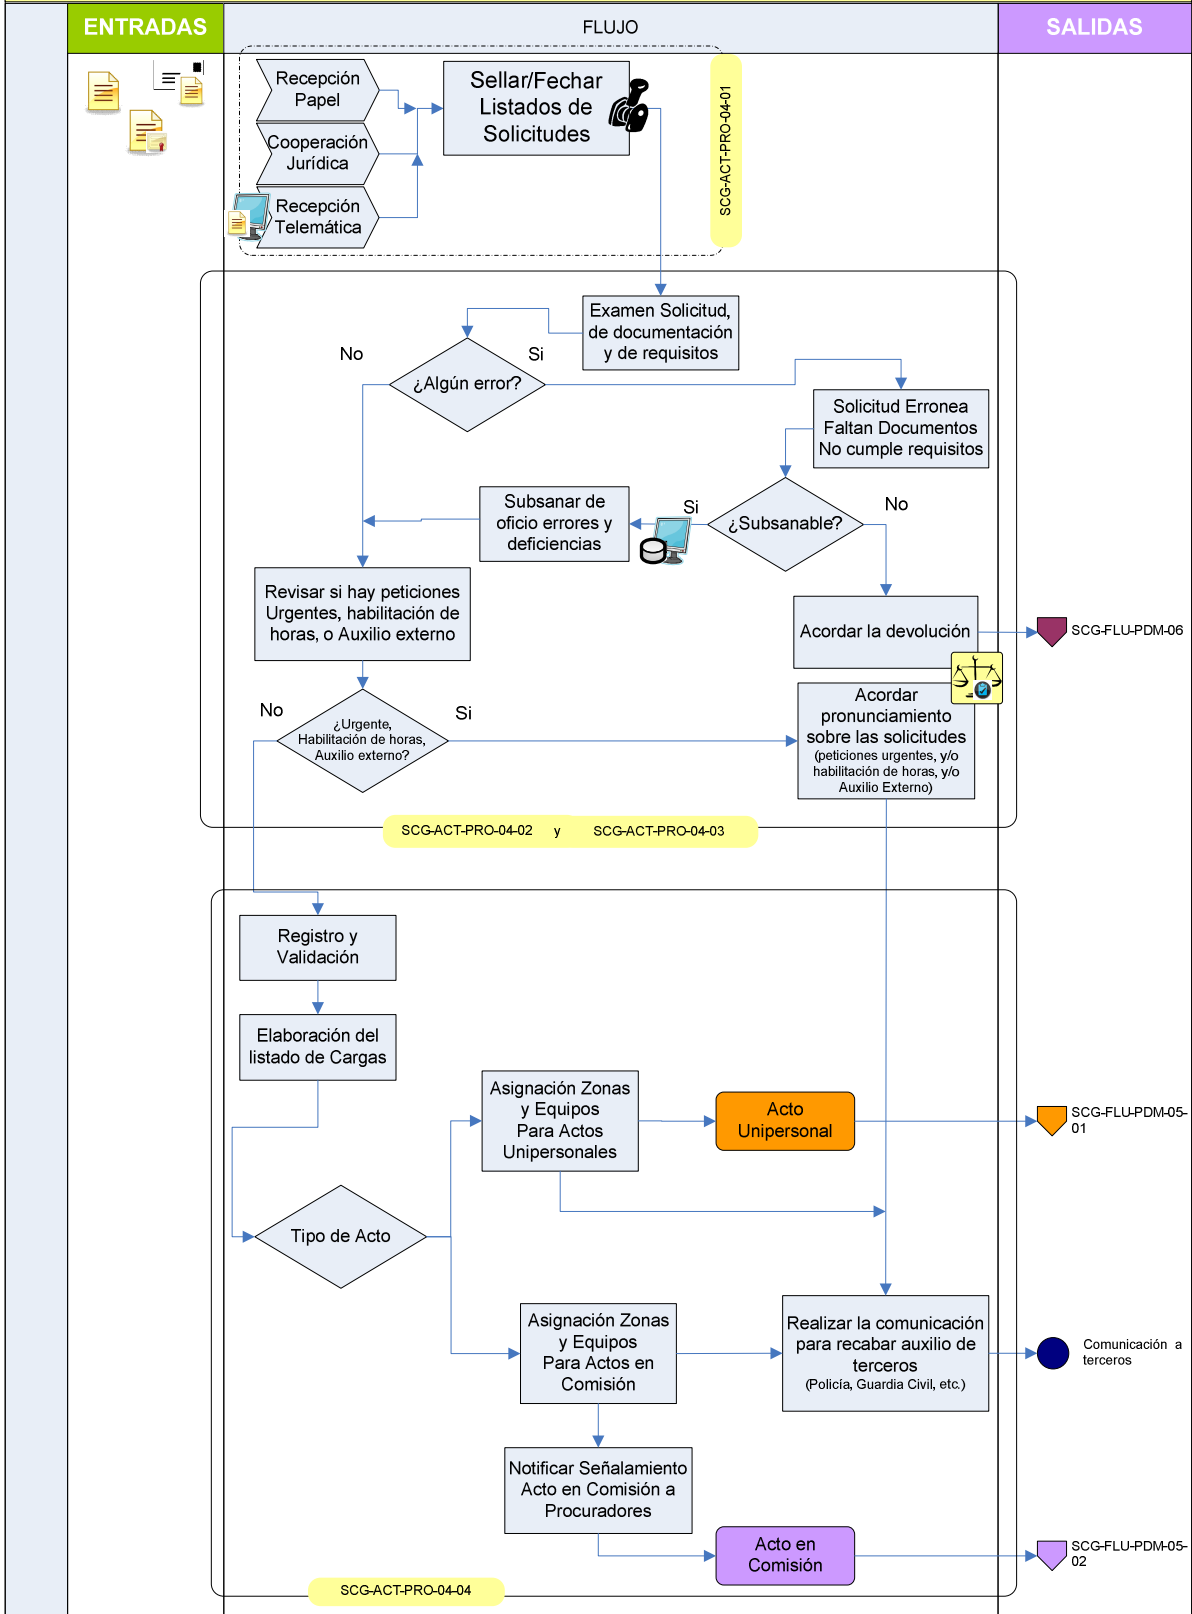 ENTRADAS
FLUJO
SALIDAS
Recepción
Papel
Cooperación
Jurídica
Recepción
Telemática
Sellar/Fechar
Listados de
Solicitudes
SCG-ACT-PRO-04-01
Examen Solicitud,
de documentación
y de requisitos
No
Si
¿Algún error?
Solicitud Erronea
Faltan Documentos
No cumple requisitos
Subsanar de
oficio errores y
deficiencias
Si
¿Subsanable?
No
Revisar si hay peticiones
Urgentes, habilitación de
horas, o Auxilio externo
Acordar la devolución
SCG-FLU-PDM-06
No
Si
¿Urgente,
Habilitación de horas,
Auxilio externo?
Acordar
pronunciamiento
sobre las solicitudes
(peticiones urgentes, y/o
habilitación de horas, y/o
Auxilio Externo)
SCG-ACT-PRO-04-02 y SCG-ACT-PRO-04-03
Registro y
Validación
Elaboración del
listado de Cargas
Asignación Zonas
y Equipos
Para Actos
Unipersonales
Acto
Unipersonal
SCG-FLU-PDM-05-
01
Tipo de Acto
Asignación Zonas
y Equipos
Para Actos en
Comisión
Realizar la comunicación
para recabar auxilio de
terceros
(Policía, Guardia Civil, etc.)
Comunicación a
terceros
Notificar Señalamiento
Acto en Comisión a
Procuradores
Acto en
Comisión
SCG-FLU-PDM-05-
02
SCG-ACT-PRO-04-04